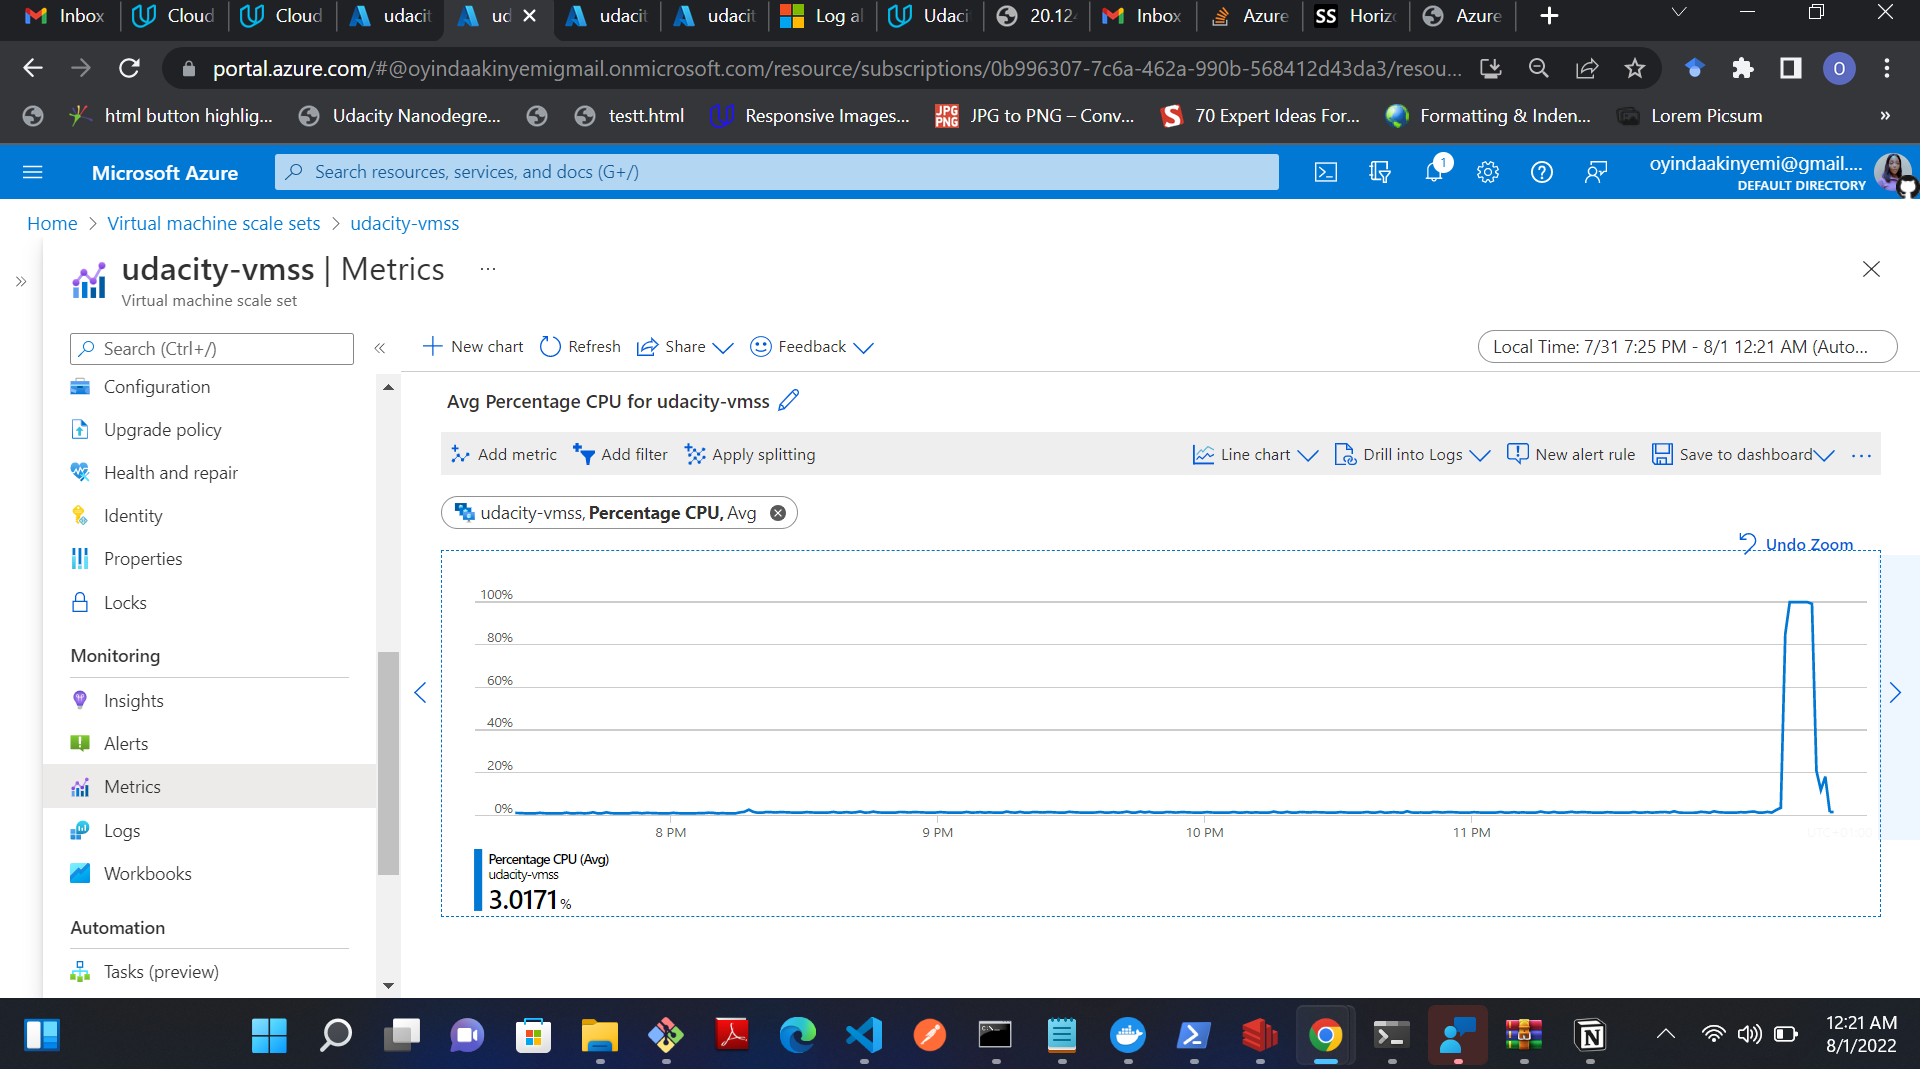 Inbox
Cloud
Cloud
udacit
ud
udacit
udacit
Log a
Udaci
20.12
Inbox
Azure
Horizo
Azure
portal.azure.com/#@oyindaakinyemigmail.onmicrosoft.com/resource/subscriptions/0b996307-7c6a-462a-990b-568412d43da3/resou...
O
html button highlig...
Udacity Nanodegre...
testt.html
Responsive Images...
JPG to PNG – Conv...
70 Expert Ideas For...
Formatting & Inden...
Lorem Picsum
»
Microsoft Azure
Search resources, services, and docs (G+/)
1
oyindaakinyemi@gmail....
DEFAULT DIRECTORY
Home > Virtual machine scale sets > udacity-vmss
udacity-vmss | Metrics ...
Virtual machine scale set
Search (Ctrl+/)
«
New chart
Refresh
Share
Feedback
Local Time: 7/31 7:25 PM - 8/1 12:21 AM (Auto...
Configuration
Upgrade policy
Health and repair
Identity
Properties
Locks
Monitoring
Insights
Alerts
Metrics
Logs
Workbooks
Automation
Tasks (preview)
Avg Percentage CPU for udacity-vmss
Add metric
Add filter
Apply splitting
Line chart
Drill into Logs
New alert rule
Save to dashboard
...
udacity-vmss, Percentage CPU, Avg
Undo Zoom
100%
80%
60%
40%
20%
0%
8 PM
9 PM
10 PM
11 PM
Percentage CPU (Avg)
udacity-vmss
3.0171 %
12:21 AM
8/1/2022